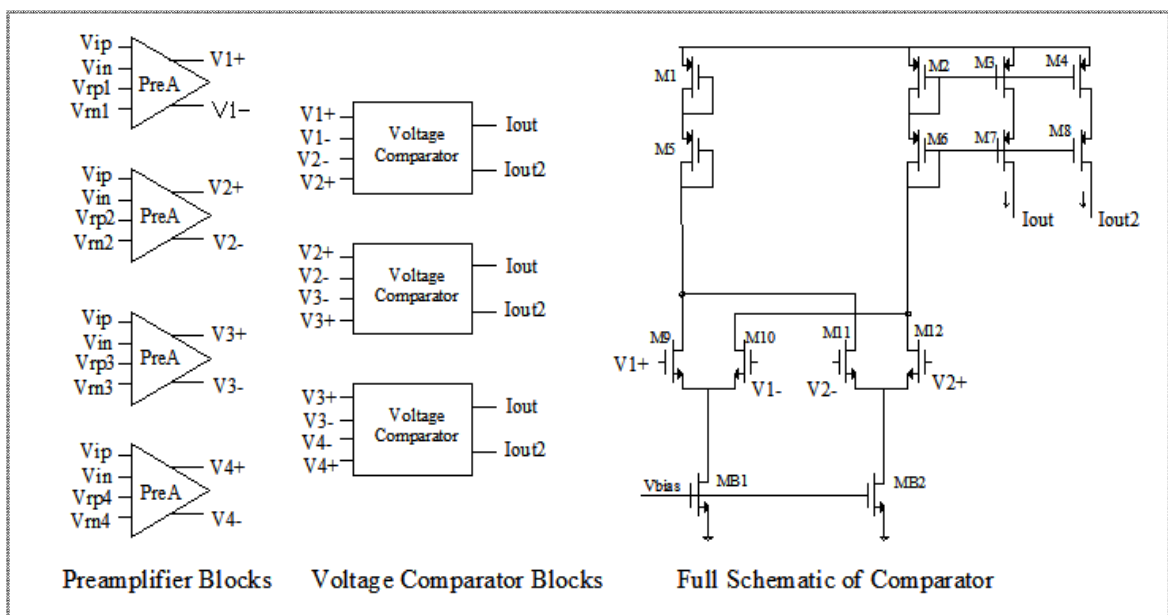 Vip
Vin
Vrp1
Vrn1
PreA
V1+
V1-
Vip
Vin
Vrp2
Vrn2
PreA
V2+
V2-
Vip
Vin
Vrp3
Vrn3
PreA
V3+
V3-
Vip
Vin
Vrp4
Vrn4
PreA
V4+
V4-
Preamplifier Blocks
V1+
V1-
V2-
V2+
Voltage
Comparator
Iout
Iout2
V2+
V2-
V3-
V3+
Voltage
Comparator
Iout
Iout2
V3+
V3-
V4-
V4+
Voltage
Comparator
Iout
Iout2
Voltage Comparator Blocks
M1
M2
M3
M4
M5
M6
M7
M8
Iout
Iout2
M9
M10
M11
M12
V1+
V1-
V2-
V2+
Vbias
MB1
MB2
Full Schematic of Comparator